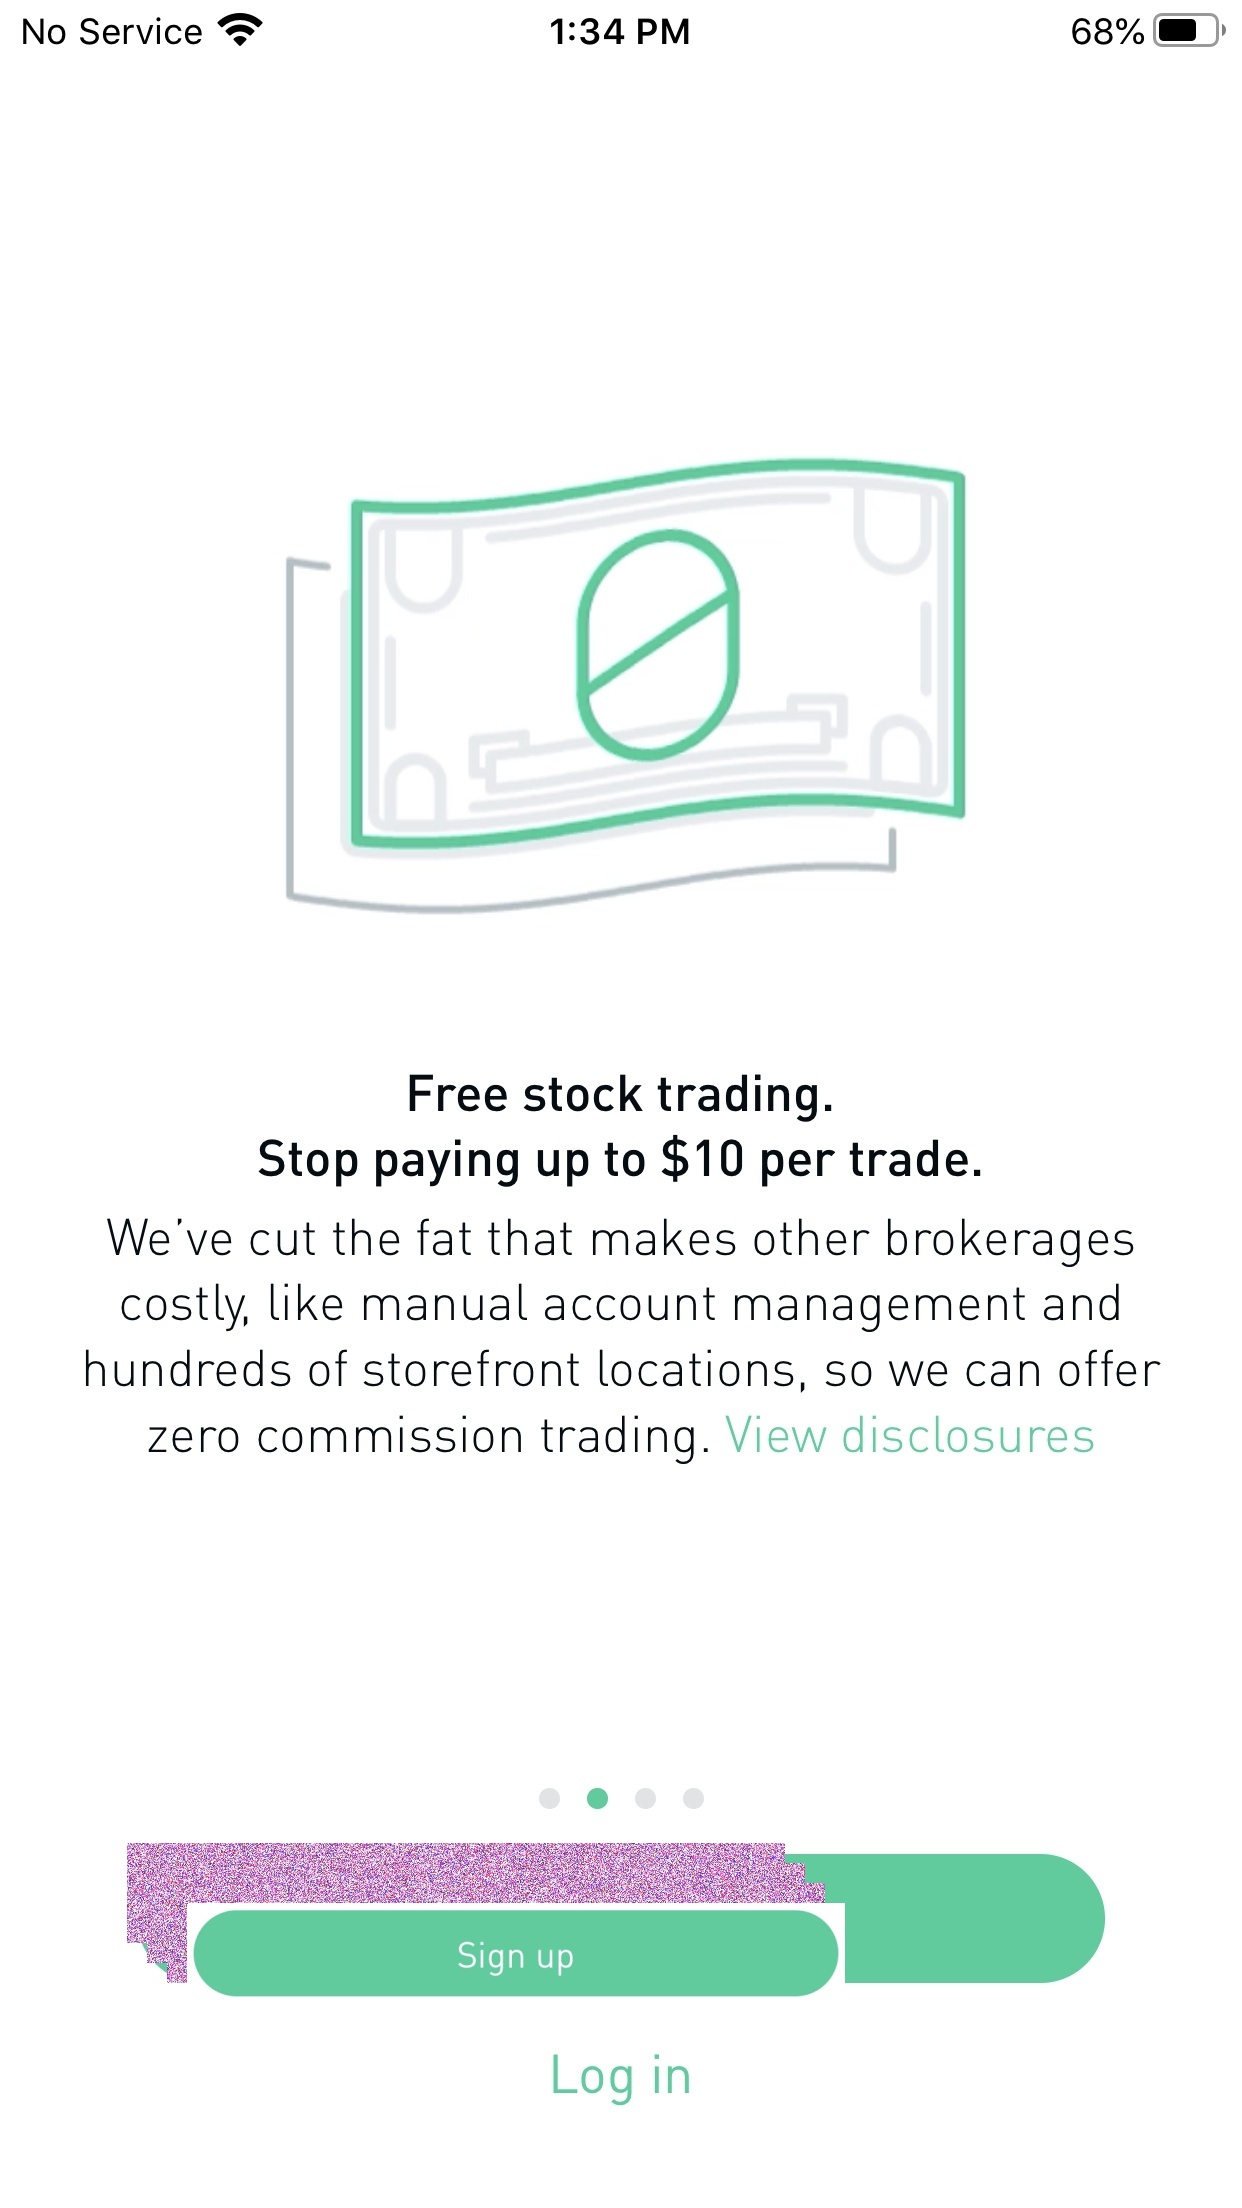 No Service 1:34 PM 68%
Free stock trading.
Stop paying up to $10 per trade.
We’ve cut the fat that makes other brokerages
costly, like manual account management and
hundreds of storefront locations, so we can offer
zero commission trading. View disclosures
Sign up
Log in